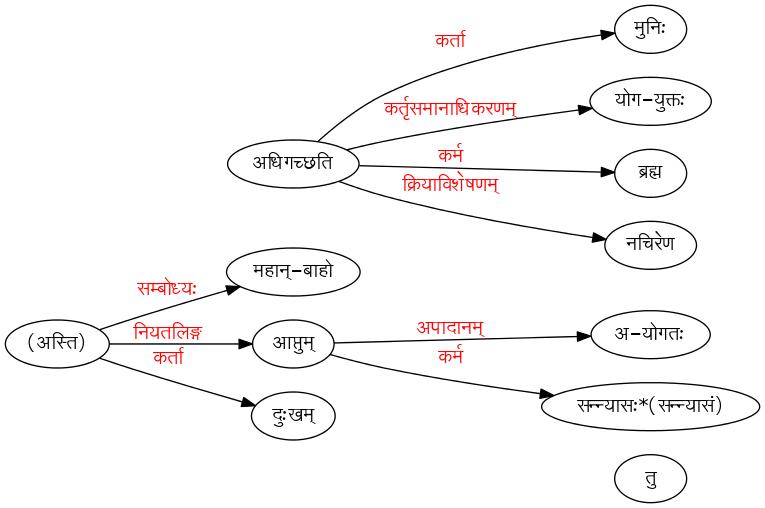 कर्ता
मुनिः
कर्तृसमानाधिकरणम्
योग-युक्तः
अधिगच्छति
कर्म
ब्रह्म
क्रियाविशेषणम्
नचिरेण
सम्बोध्यः
महान्-बाहो
(अस्ति)
नियतलिङ्ग
कर्ता
आप्तुम्
दुःखम्
अपादानम्
अ-योगतः
कर्म
सन्न्यासः*(सन्न्यासं)
तु